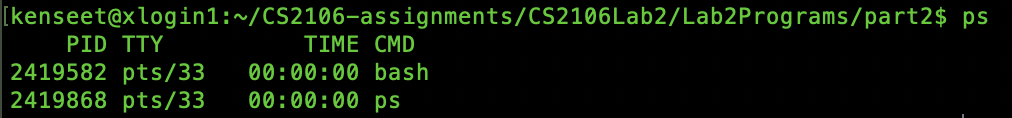 [kenseet@xlogin1:~/CS2106-assignments/CS2106Lab2/Lab2Programs/part2$ ps
    PID TTY          TIME CMD
2419582 pts/33   00:00:00 bash
2419868 pts/33   00:00:00 ps